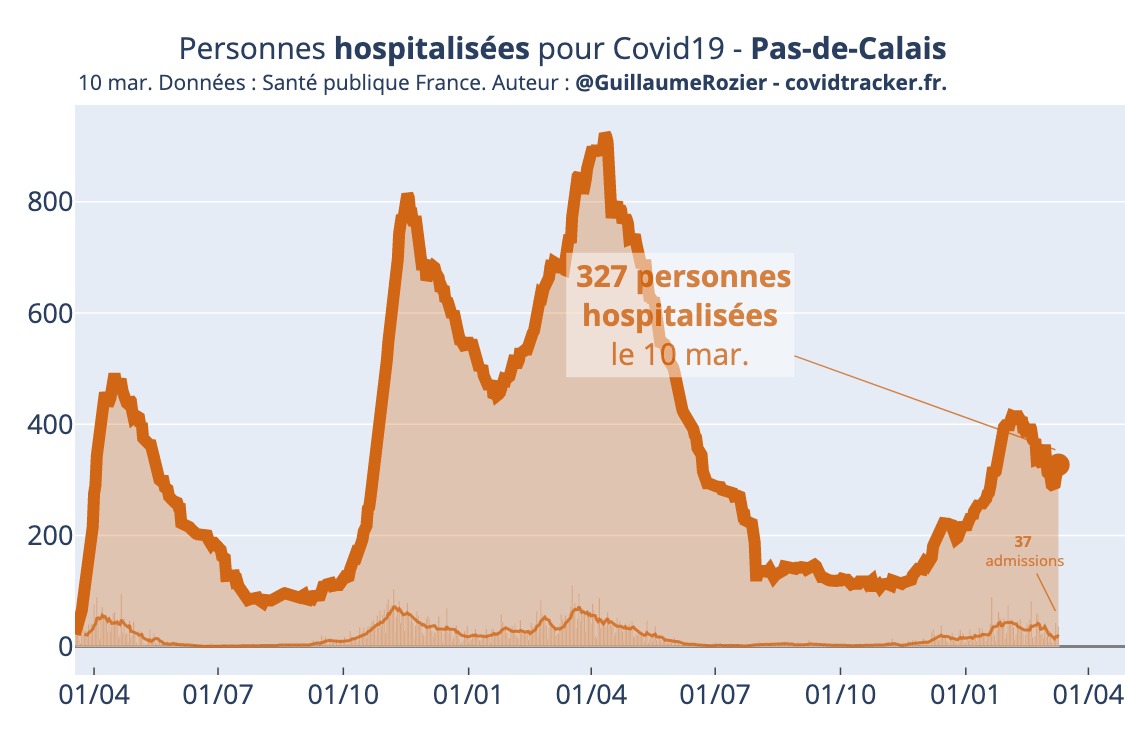 Personnes hospitalisées pour Covid19 - Pas-de-Calais
10 mar. Données : Santé publique France. Auteur : @GuillaumeRozier - covidtracker.fr.
800
600
400
200
0
327 personnes
hospitalisées
le 10 mar.
37
admissions
01/04
01/07
01/10
01/01
01/04
01/07
01/10
01/01
01/04